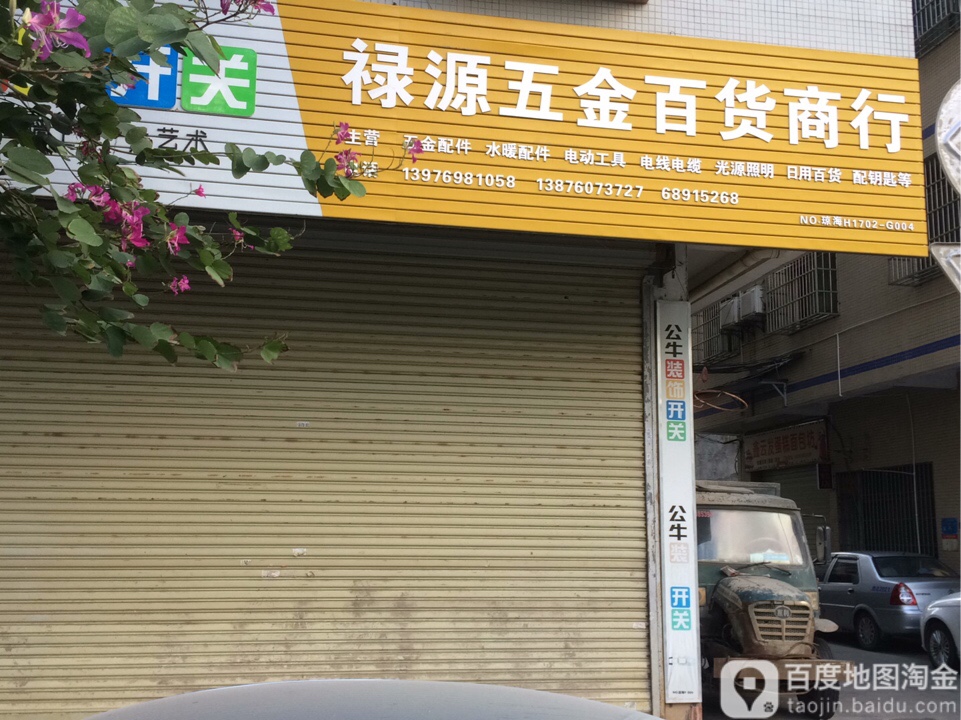 开关
艺术
禄源五金百货商行
主营 五金配件 水暖配件 电动工具 电线电缆 光源照明 日用百货 配钥匙等
13976981058 13876073727 68915268
NO.琼海H1702-G004
公牛装饰开关
公牛装 开关
百度地图淘金
taojin.baidu.com